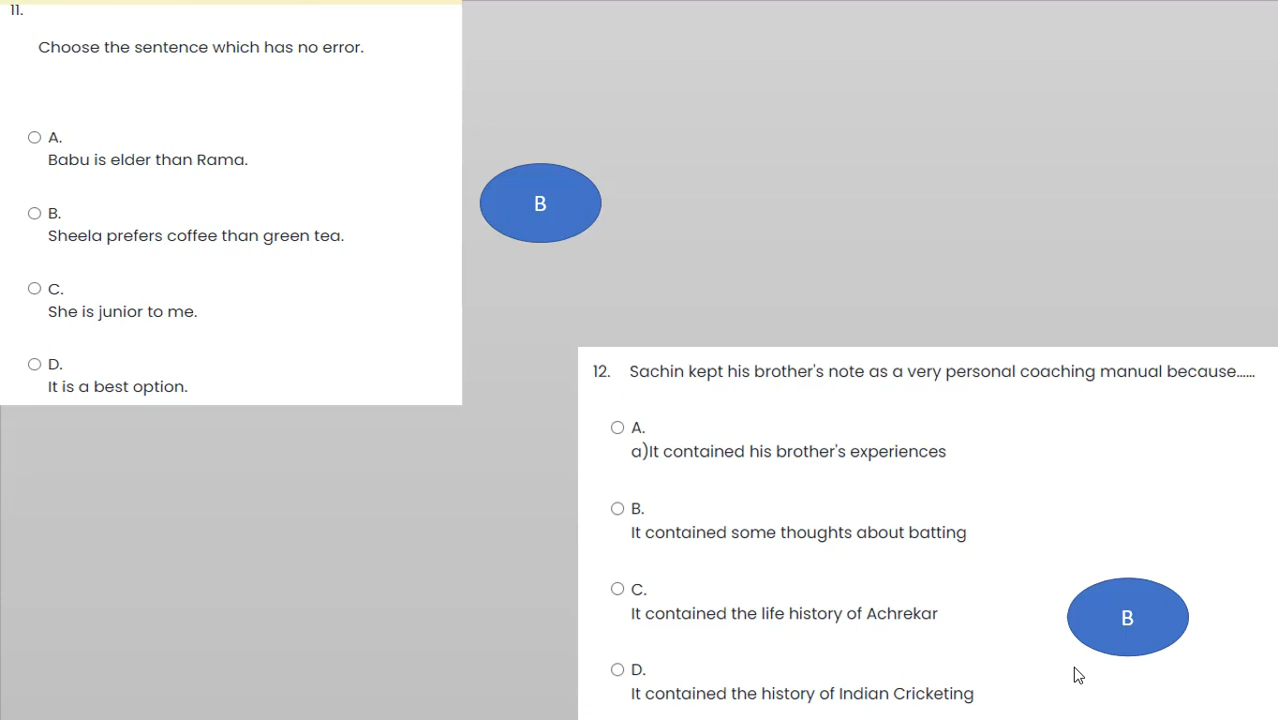 11.
Choose the sentence which has no error.
A.
Babu is elder than Rama.
B.
Sheela prefers coffee than green tea.
C.
She is junior to me.
D.
It is a best option.
B
12. Sachin kept his brother's note as a very personal coaching manual because......
A.
a)It contained his brother's experiences
B.
It contained some thoughts about batting
C.
It contained the life history of Achrekar
D.
It contained the history of Indian Cricketing
B